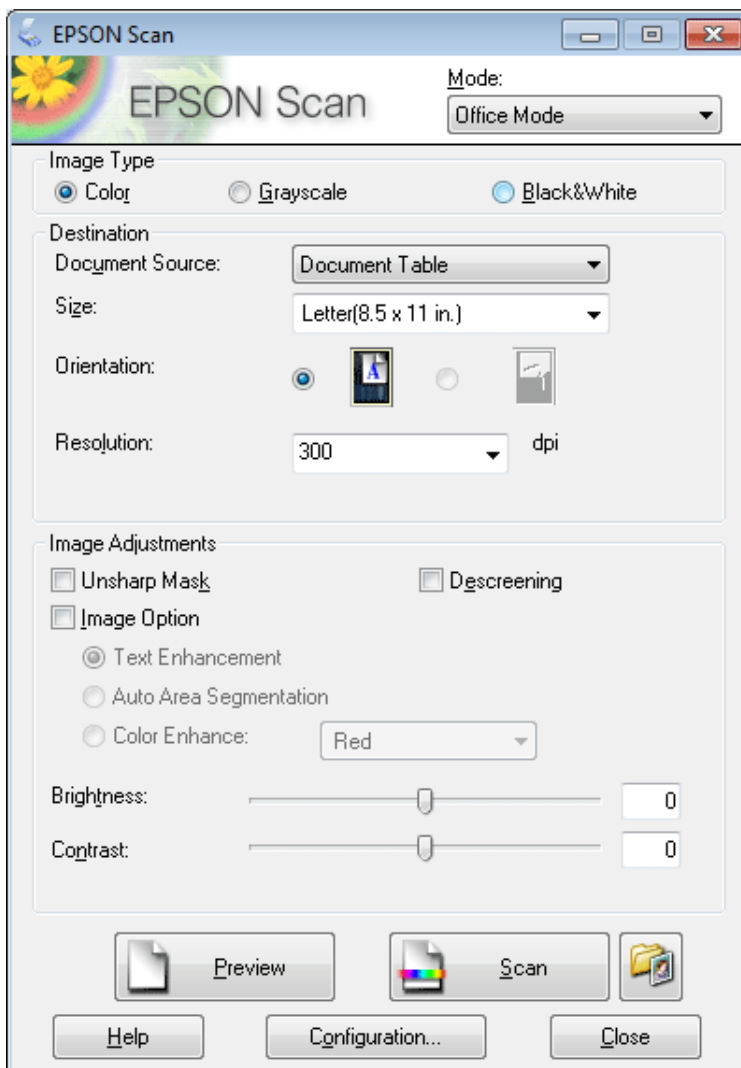 EPSON Scan
EPSON Scan
Mode:
Office Mode
Image Type
Color Grayscale Black&White
Destination
Document Source: Document Table
Size: Letter(8.5 x 11 in.)
Orientation: A
Resolution: 300 dpi
Image Adjustments
Unsharp Mask Descreening
Image Option
Text Enhancement
Auto Area Segmentation
Color Enhance: Red
Brightness: 0
Contrast: 0
Preview Scan
Help Configuration... Close